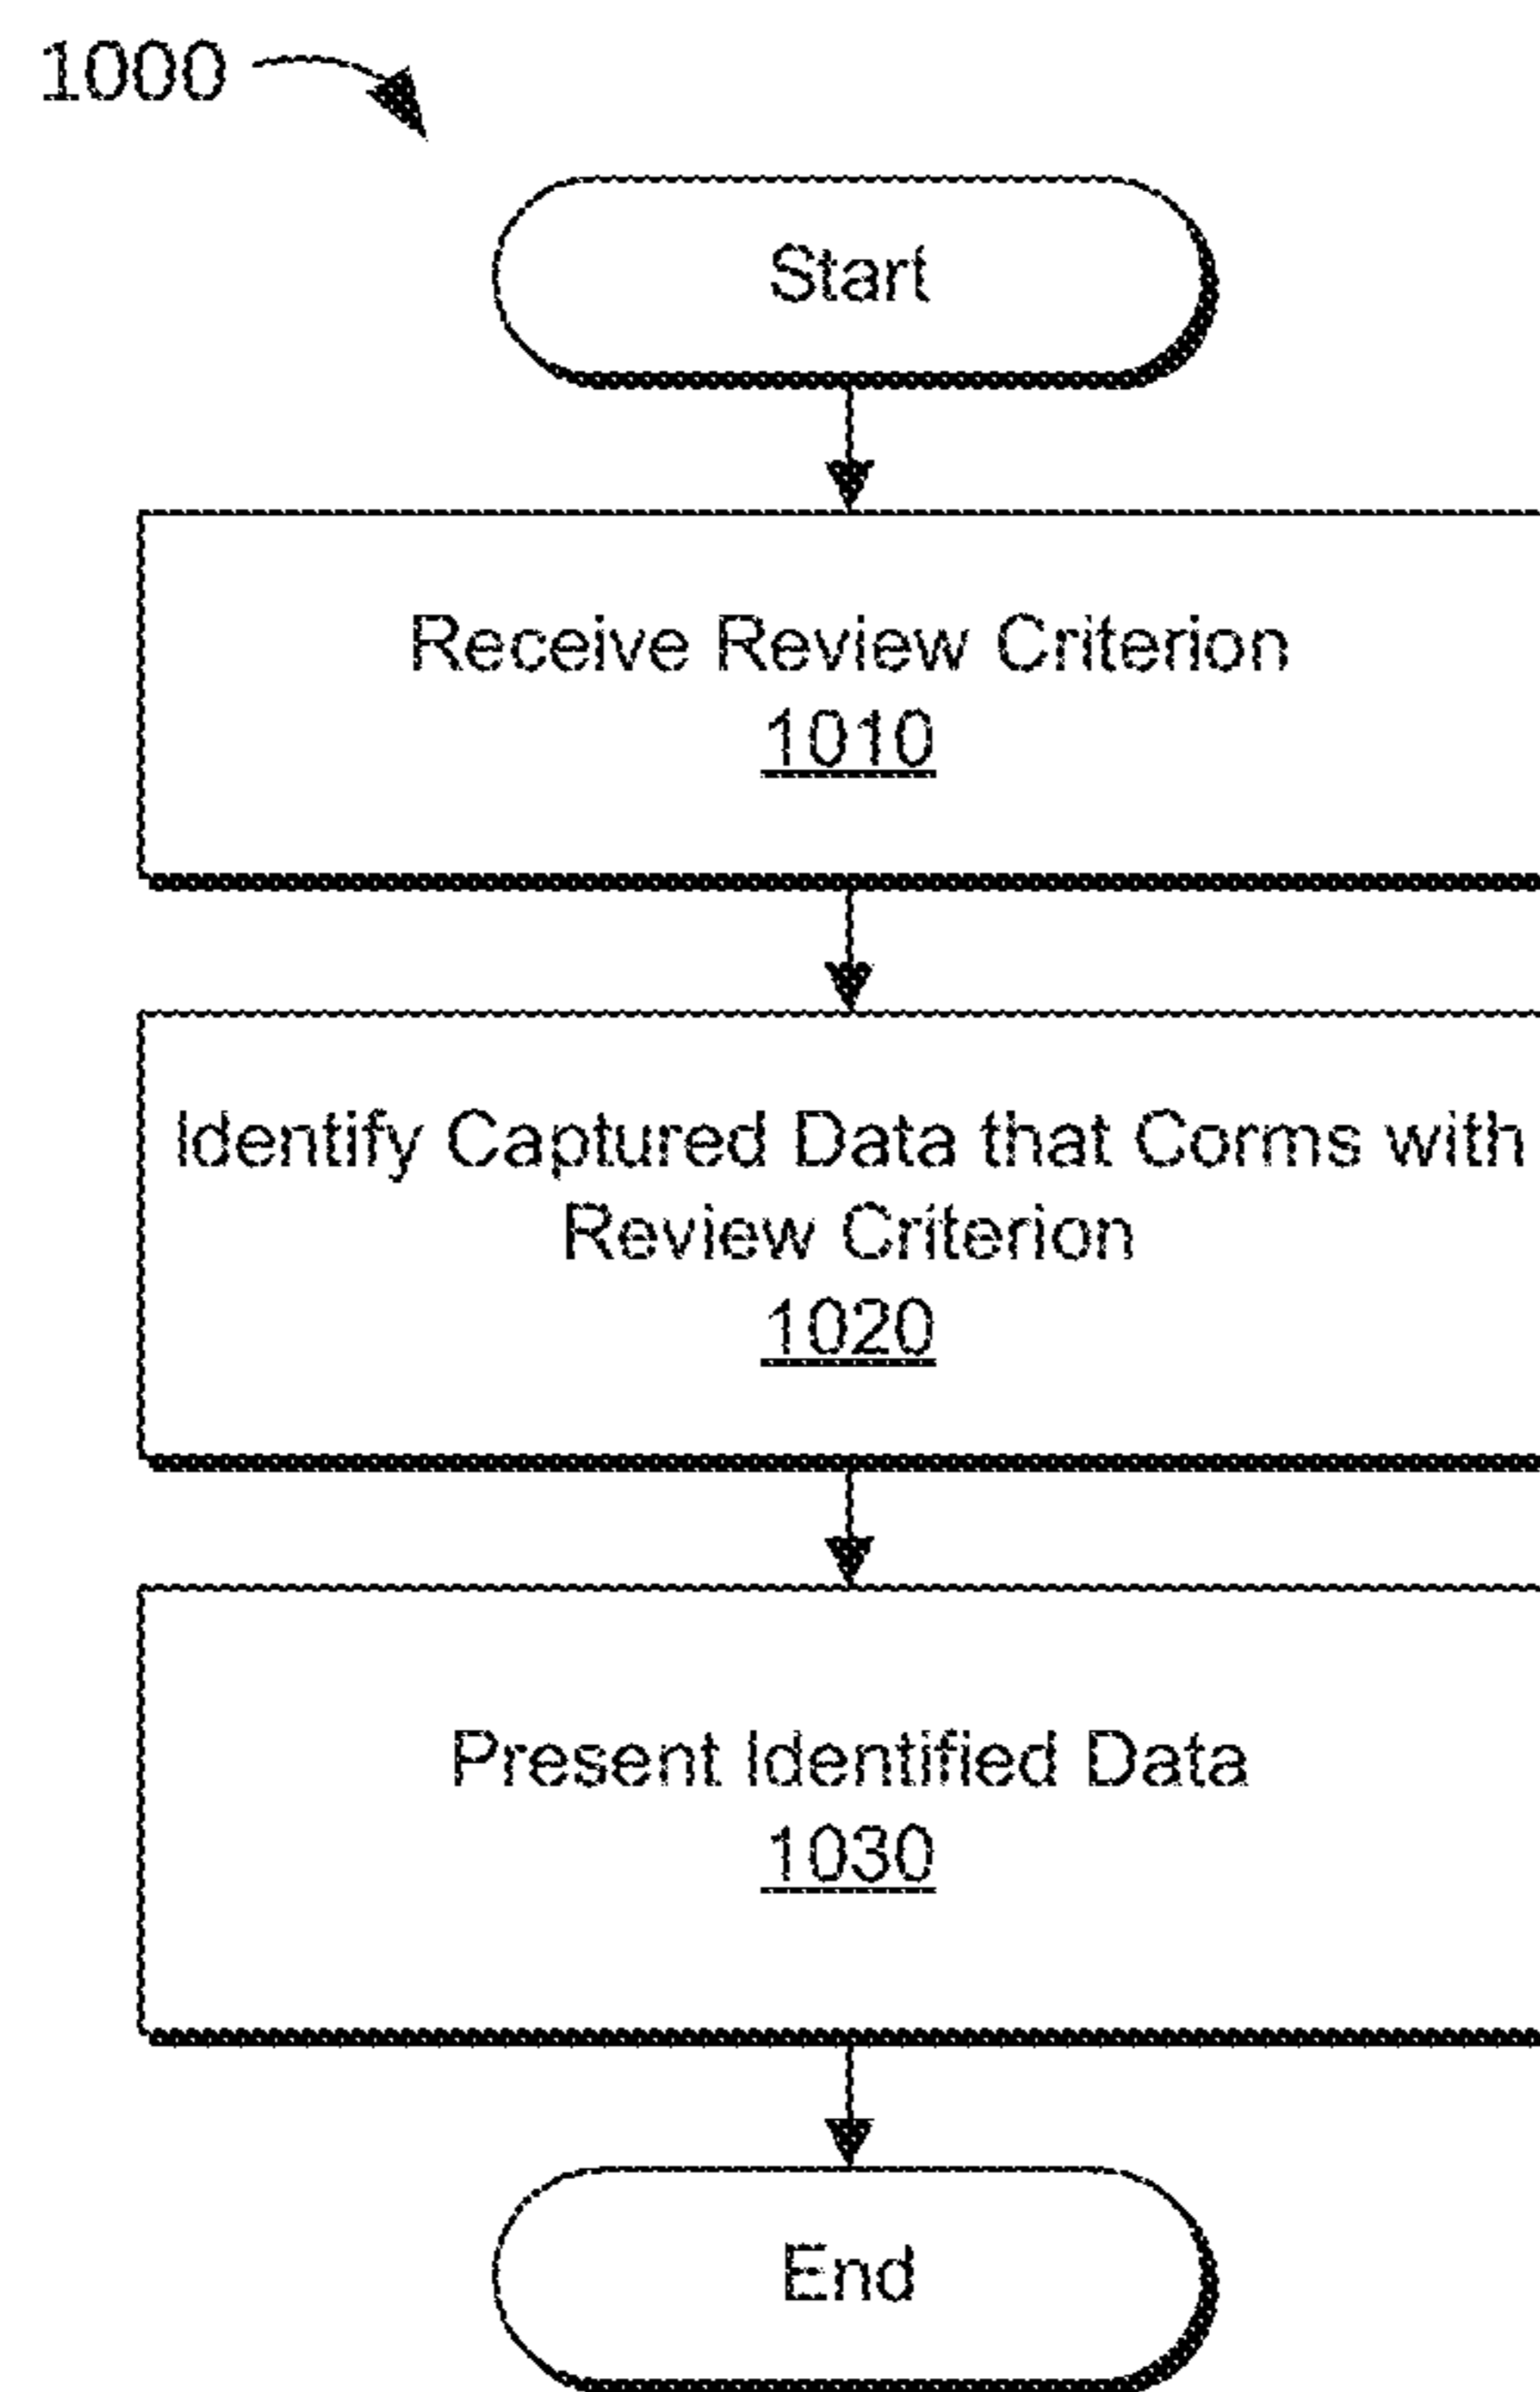 1000
Start
Receive Review Criterion
1010
Identify Captured Data that Corms with
Review Criterion
1020
Present Identified Data
1030
End